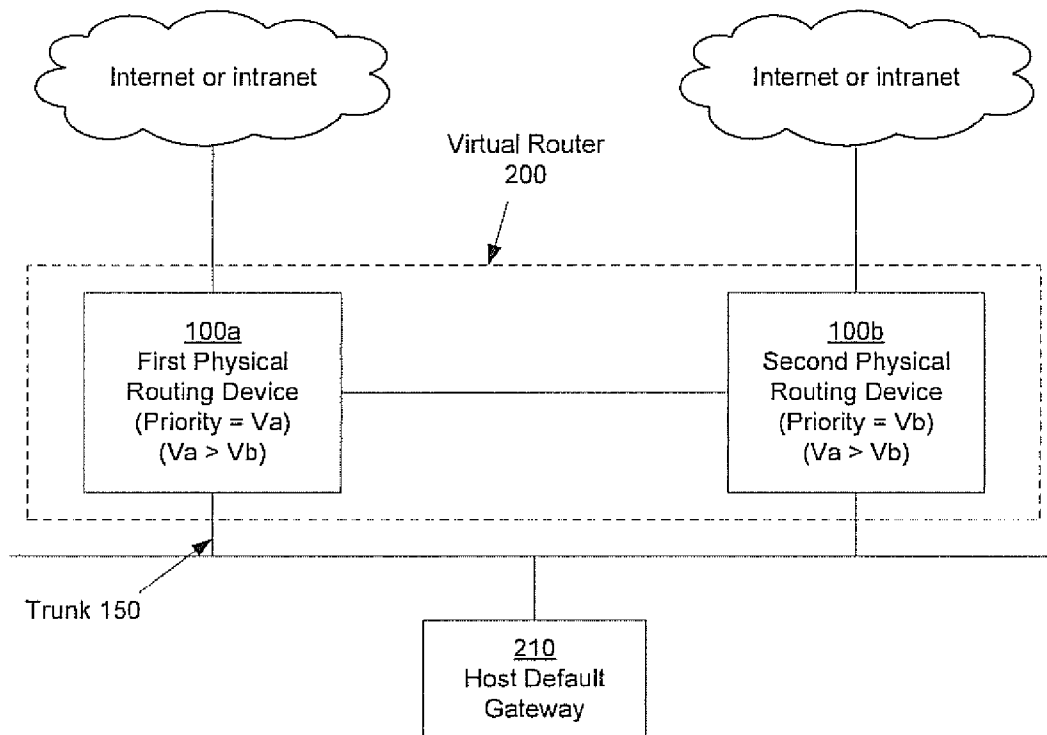 Internet or intranet
Internet or intranet
Virtual Router
200
100a
First Physical
Routing Device
(Priority = Va)
(Va > Vb)
100b
Second Physical
Routing Device
(Priority = Vb)
(Va > Vb)
Trunk 150
210
Host Default
Gateway